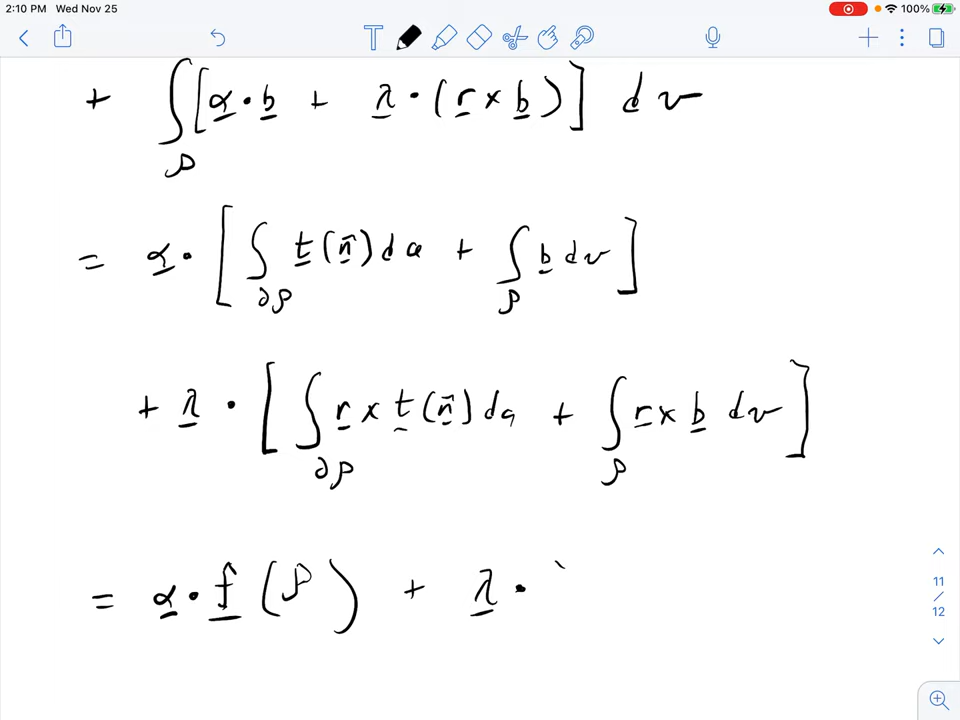 2:10 PM Wed Nov 25 100%
T
+ ∫_𝒫 [α · b + λ · (r × b)] dv
= α · [∫_∂𝒫 t(n) da + ∫_𝒫 b dv]
+ λ · [∫_∂𝒫 r × t(n) da + ∫_𝒫 r × b dv]
= α · f(𝒫) + λ ·
11
/
12